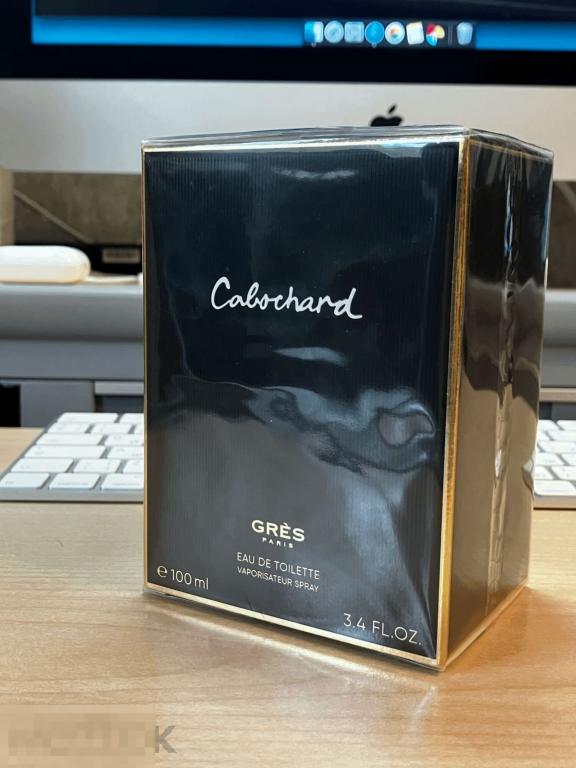 Cabochard
GRÈS
PARIS
EAU DE TOILETTE
VAPORISATEUR SPRAY
e 100 ml
3.4 FL.OZ.